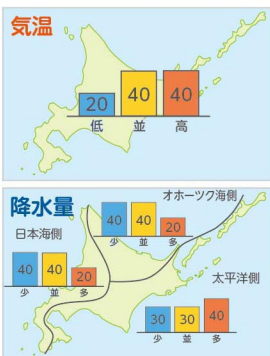 気温
20 40 40
低 並 高
降水量
オホーツク海側
40 40 20
少 並 多
日本海側
40 40 20
少 並 多
太平洋側
30 30 40
少 並 多